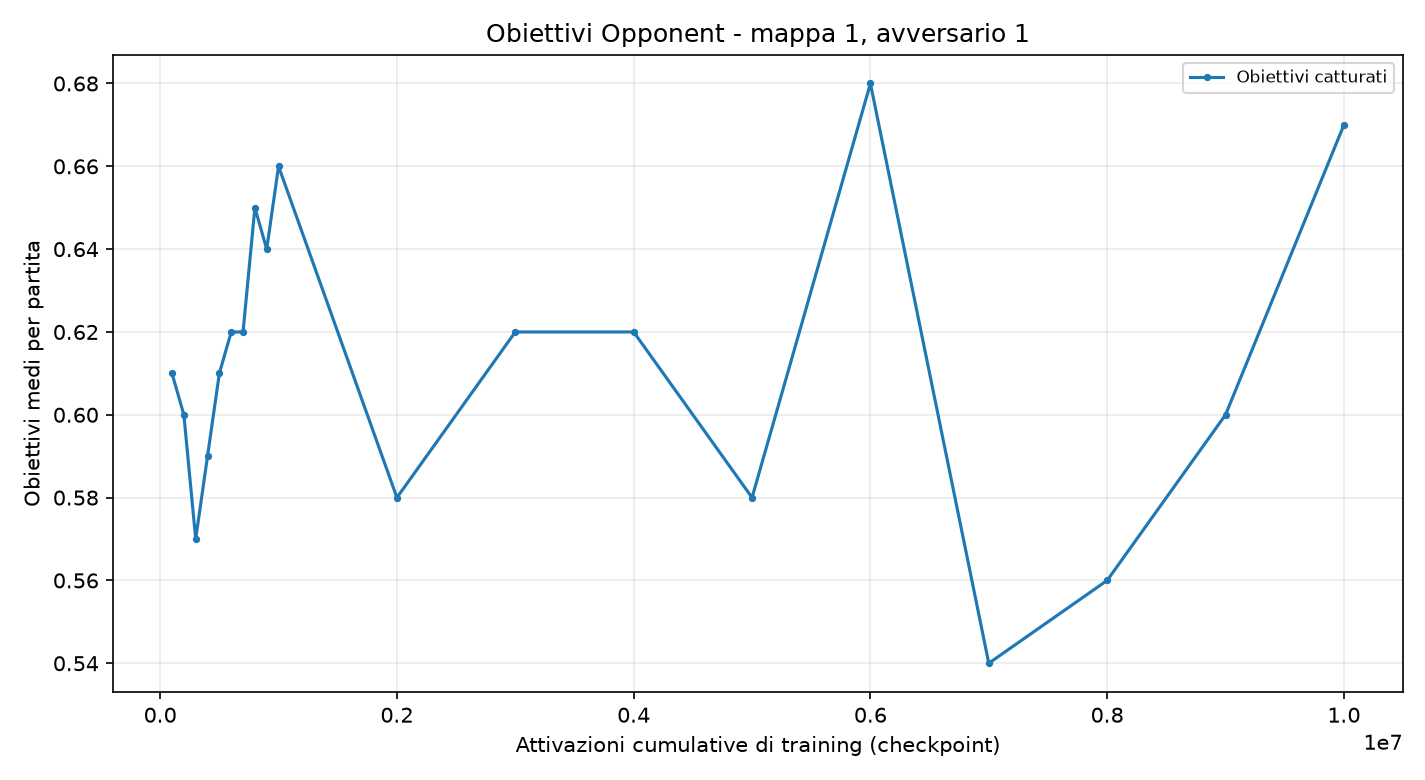 Obiettivi Opponent - mappa 1, avversario 1
Obiettivi catturati
Obiettivi medi per partita
0.68
0.66
0.64
0.62
0.60
0.58
0.56
0.54
0.0 0.2 0.4 0.6 0.8 1.0
1e7
Attivazioni cumulative di training (checkpoint)